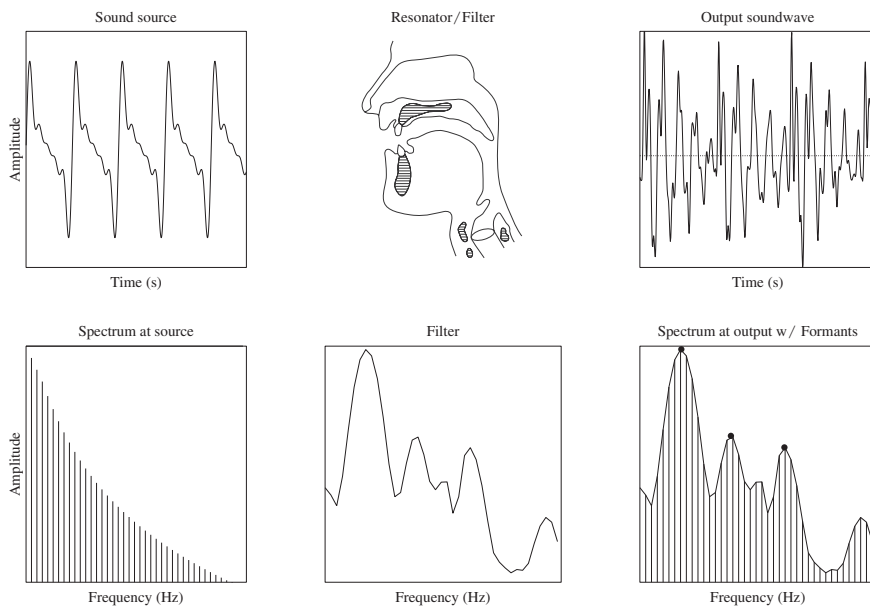 Sound source
Resonator/Filter
Output soundwave
Amplitude
Time (s)
Time (s)
Spectrum at source
Filter
Spectrum at output w/ Formants
Amplitude
Frequency (Hz)
Frequency (Hz)
Frequency (Hz)